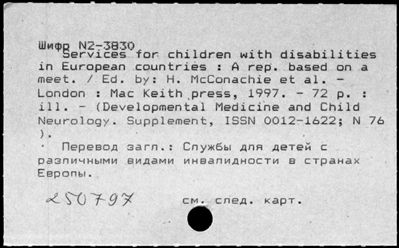 Шифр N2-3830
Services for children with disabilities
in European countries : A rep. based on a
meet. / Ed. by: H. McConachie et al. -
London : Mac Keith press, 1997. - 72 p. :
ill. - (Developmental Medicine and Child
Neurology. Supplement, ISSN 0012-1622; N 76
).
Перевод загл.: Службы для детей с
различными видами инвалидности в странах
Европы.
250797 см. след. карт.